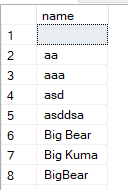 name
1
2 aa
3 aaa
4 asd
5 asddsa
6 Big Bear
7 Big Kuma
8 BigBear